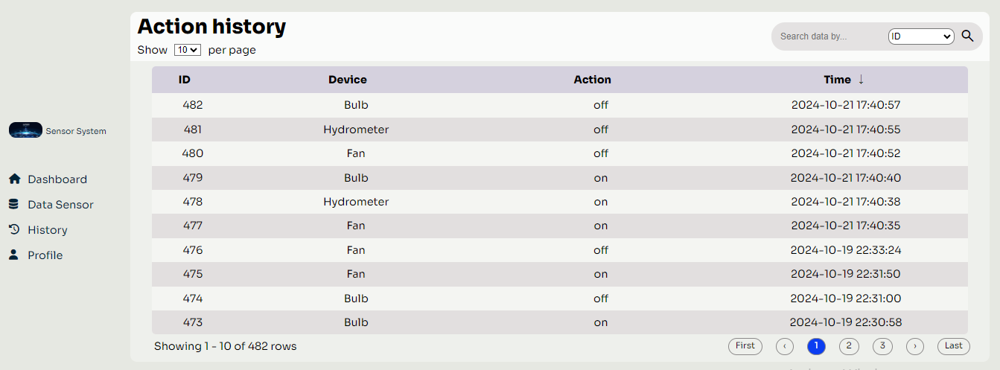 Action history
Show 10 per page
Search data by... ID
Sensor System
Dashboard
Data Sensor
History
Profile
ID Device Action Time ↓
482 Bulb off 2024-10-21 17:40:57
481 Hydrometer off 2024-10-21 17:40:55
480 Fan off 2024-10-21 17:40:52
479 Bulb on 2024-10-21 17:40:40
478 Hydrometer on 2024-10-21 17:40:38
477 Fan on 2024-10-21 17:40:35
476 Fan off 2024-10-19 22:33:24
475 Fan on 2024-10-19 22:31:50
474 Bulb off 2024-10-19 22:31:00
473 Bulb on 2024-10-19 22:30:58
Showing 1 - 10 of 482 rows
First ‹ 1 2 3 › Last